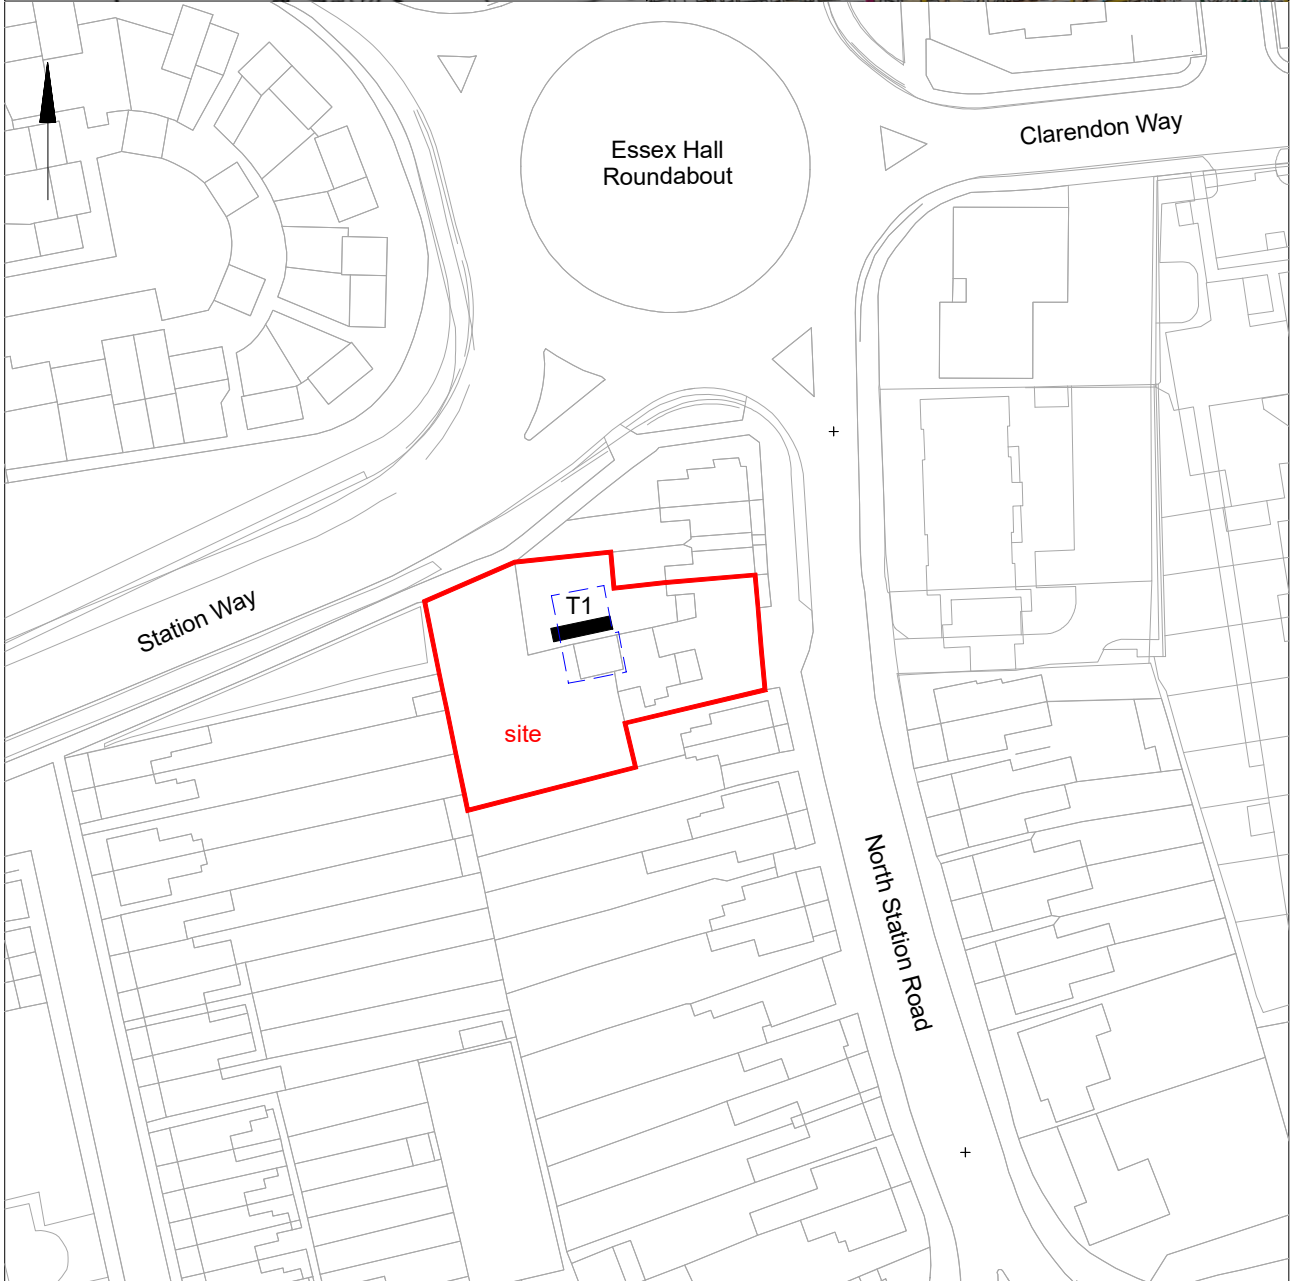 Essex Hall
Roundabout
Clarendon Way
Station Way
T1
site
North Station Road